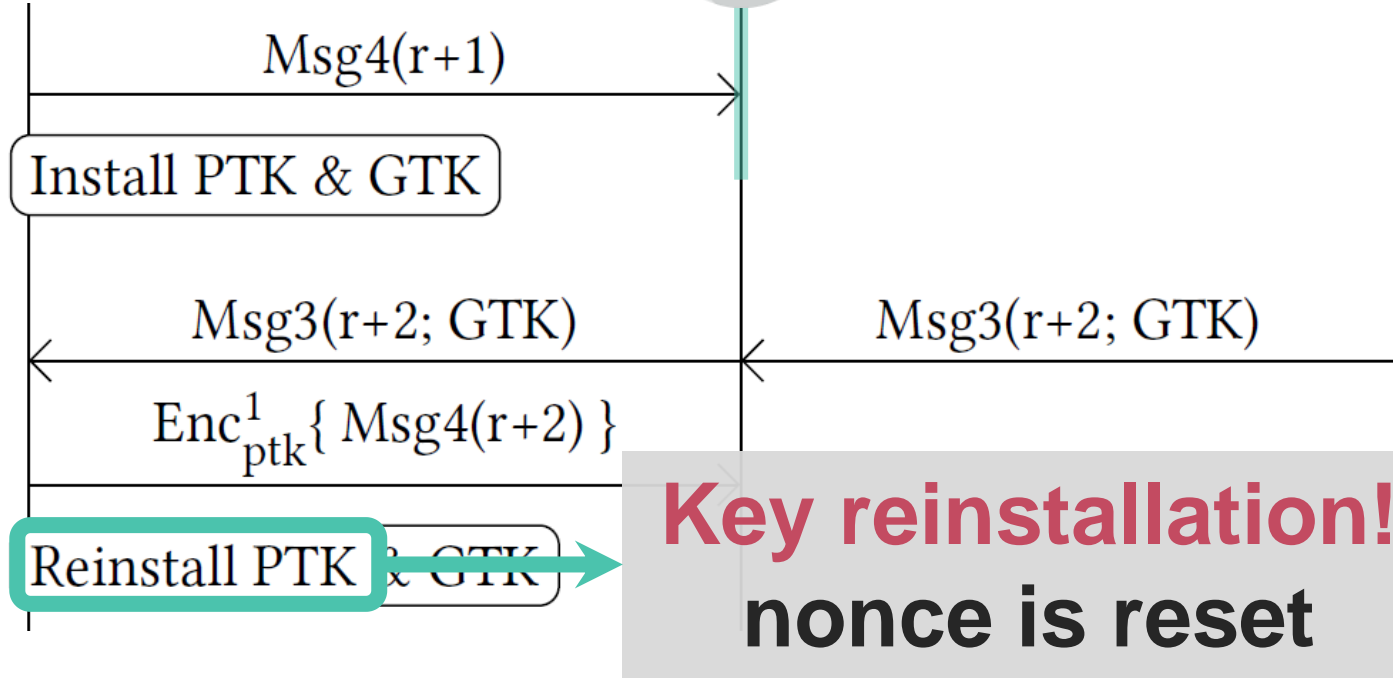 Msg4(r+1)
Install PTK & GTK
Msg3(r+2; GTK)
Msg3(r+2; GTK)
Enc¹ptk{ Msg4(r+2) }
Key reinstallation!
Reinstall PTK & GTK
nonce is reset